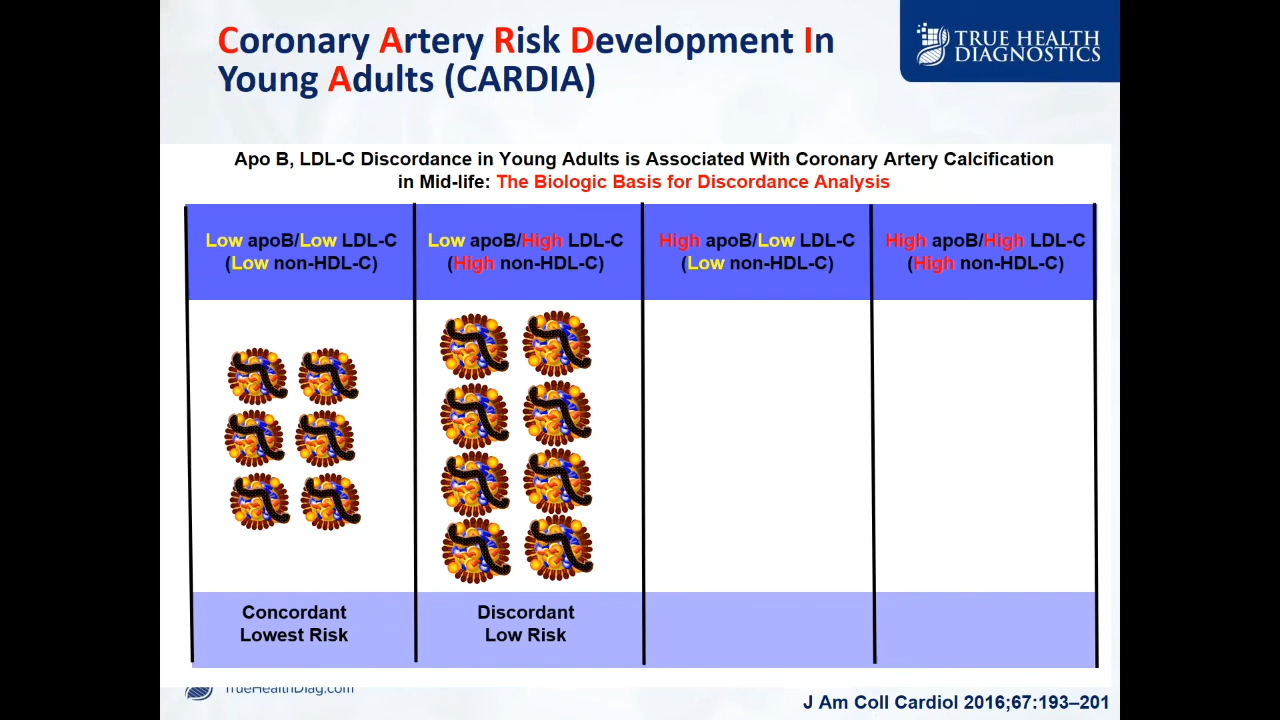 Coronary Artery Risk Development In
Young Adults (CARDIA)
TRUE HEALTH
DIAGNOSTICS
Apo B, LDL-C Discordance in Young Adults is Associated With Coronary Artery Calcification
in Mid-life: The Biologic Basis for Discordance Analysis
Low apoB/Low LDL-C
(Low non-HDL-C)
Low apoB/High LDL-C
(High non-HDL-C)
High apoB/Low LDL-C
(Low non-HDL-C)
High apoB/High LDL-C
(High non-HDL-C)
Concordant
Lowest Risk
Discordant
Low Risk
TrueHealthDiag.com
J Am Coll Cardiol 2016;67:193–201